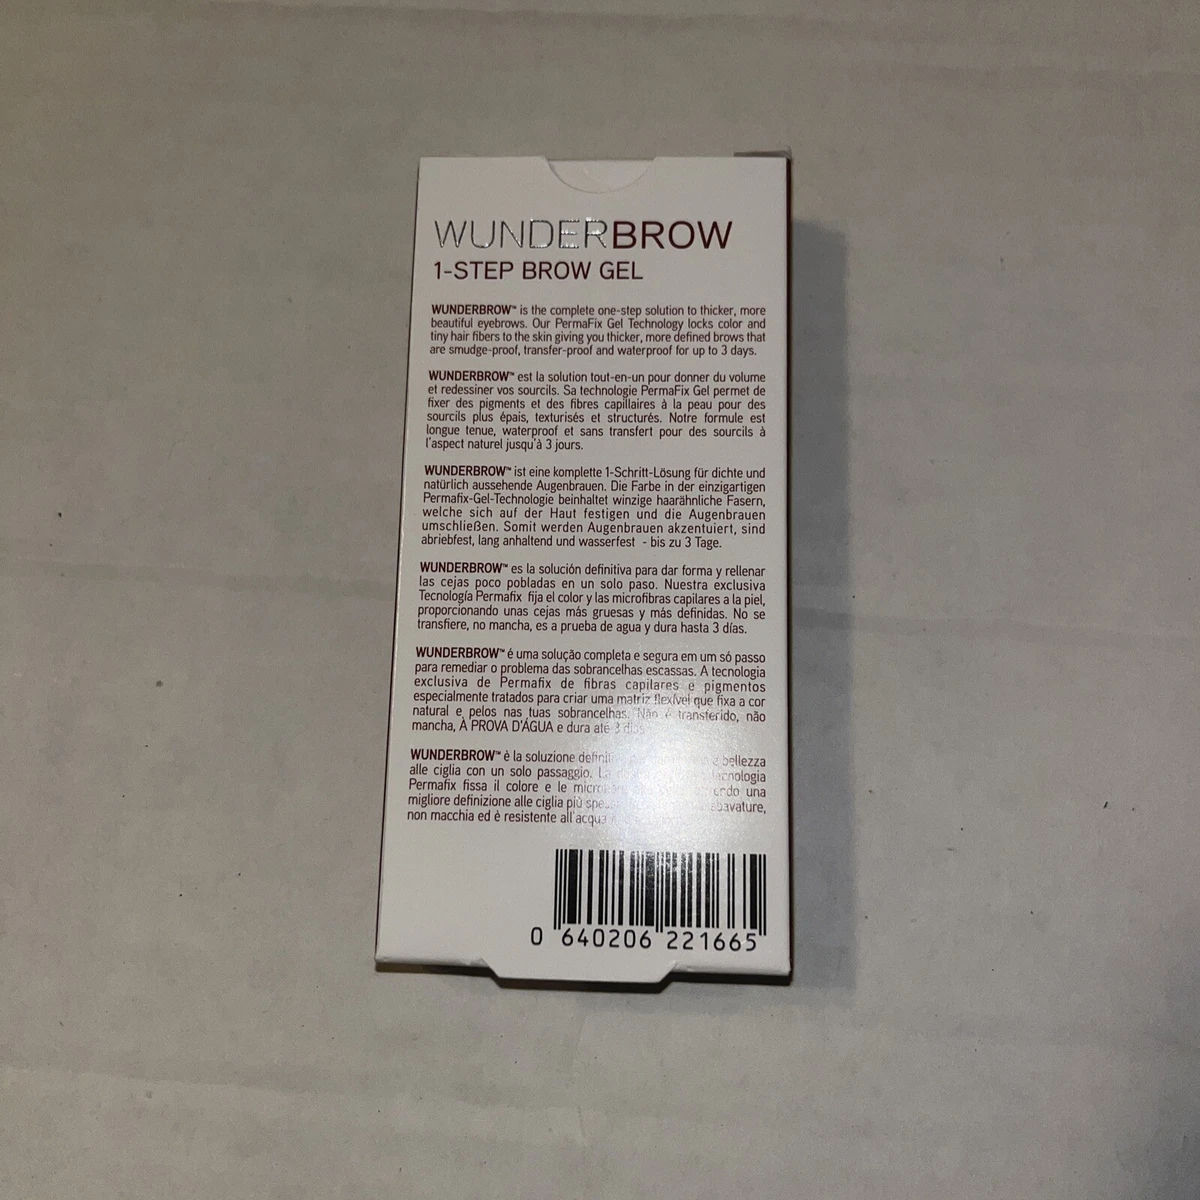 WUNDERBROW
1-STEP BROW GEL
WUNDERBROW™ is the complete one-step solution to thicker, more
beautiful eyebrows. Our PermaFix Gel Technology locks color and
tiny hair fibers to the skin giving you thicker, more defined brows that
are smudge-proof, transfer-proof and waterproof for up to 3 days.
WUNDERBROW™ est la solution tout-en-un pour donner du volume
et redessiner vos sourcils. Sa technologie PermaFix Gel permet de
fixer des pigments et des fibres capillaires à la peau pour des
sourcils plus épais, texturisés et structurés. Notre formule est
longue tenue, waterproof et sans transfert pour des sourcils à
l'aspect naturel jusqu'à 3 jours.
WUNDERBROW™ ist eine komplette 1-Schritt-Lösung für dichte und
natürlich aussehende Augenbrauen. Die Farbe in der einzigartigen
Permafix-Gel-Technologie beinhaltet winzige haarähnliche Fasern,
welche sich auf der Haut festigen und die Augenbrauen
umschließen. Somit werden Augenbrauen akzentuiert, sind
abriebfest, lang anhaltend und wasserfest - bis zu 3 Tage.
WUNDERBROW™ es la solución definitiva para dar forma y rellenar
las cejas poco pobladas en un solo paso. Nuestra exclusiva
Tecnología Permafix fija el color y las microfibras capilares a la piel,
proporcionando unas cejas más gruesas y más definidas. No se
transfiere, no mancha, es a prueba de agua y dura hasta 3 días.
WUNDERBROW™ é uma solução completa e segura em um só passo
para remediar o problema das sobrancelhas escassas. A tecnologia
exclusiva de Permafix de fibras capilares e pigmentos
especialmente tratados para criar uma matriz flexível que fixa a cor
natural e pelos nas tuas sobrancelhas. Não é transferido, não
mancha, À PROVA D'ÁGUA e dura até 3 dias
WUNDERBROW™ è la soluzione bellezza
alle ciglia con un solo passaggio. tecnologia
Permafix fissa il colore e le una
migliore definizione alle ciglia più sbavature,
non macchia ed è resistente all'acqua
0 640206 221665